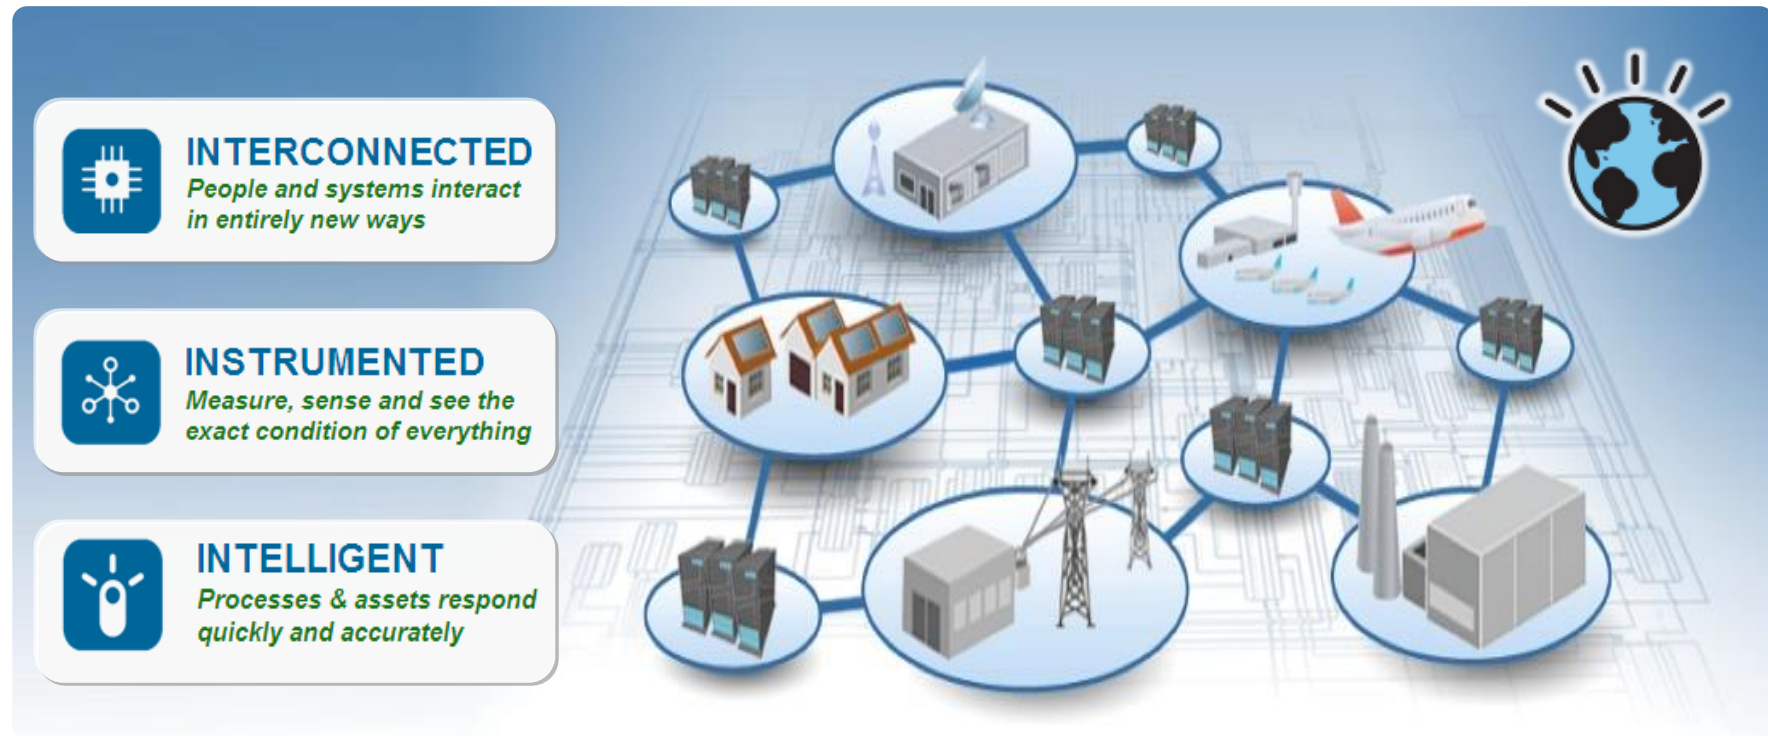 INTERCONNECTED
People and systems interact
in entirely new ways
INSTRUMENTED
Measure, sense and see the
exact condition of everything
INTELLIGENT
Processes & assets respond
quickly and accurately